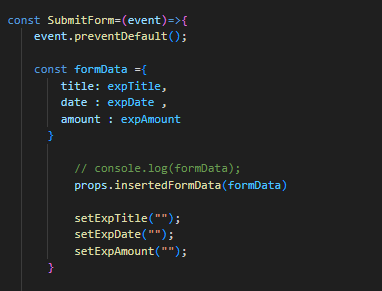 const SubmitForm=(event)=>{
event.preventDefault();
const formData ={
title: expTitle,
date : expDate ,
amount : expAmount
}
// console.log(formData);
props.insertedFormData(formData)
setExpTitle("");
setExpDate("");
setExpAmount("");
}